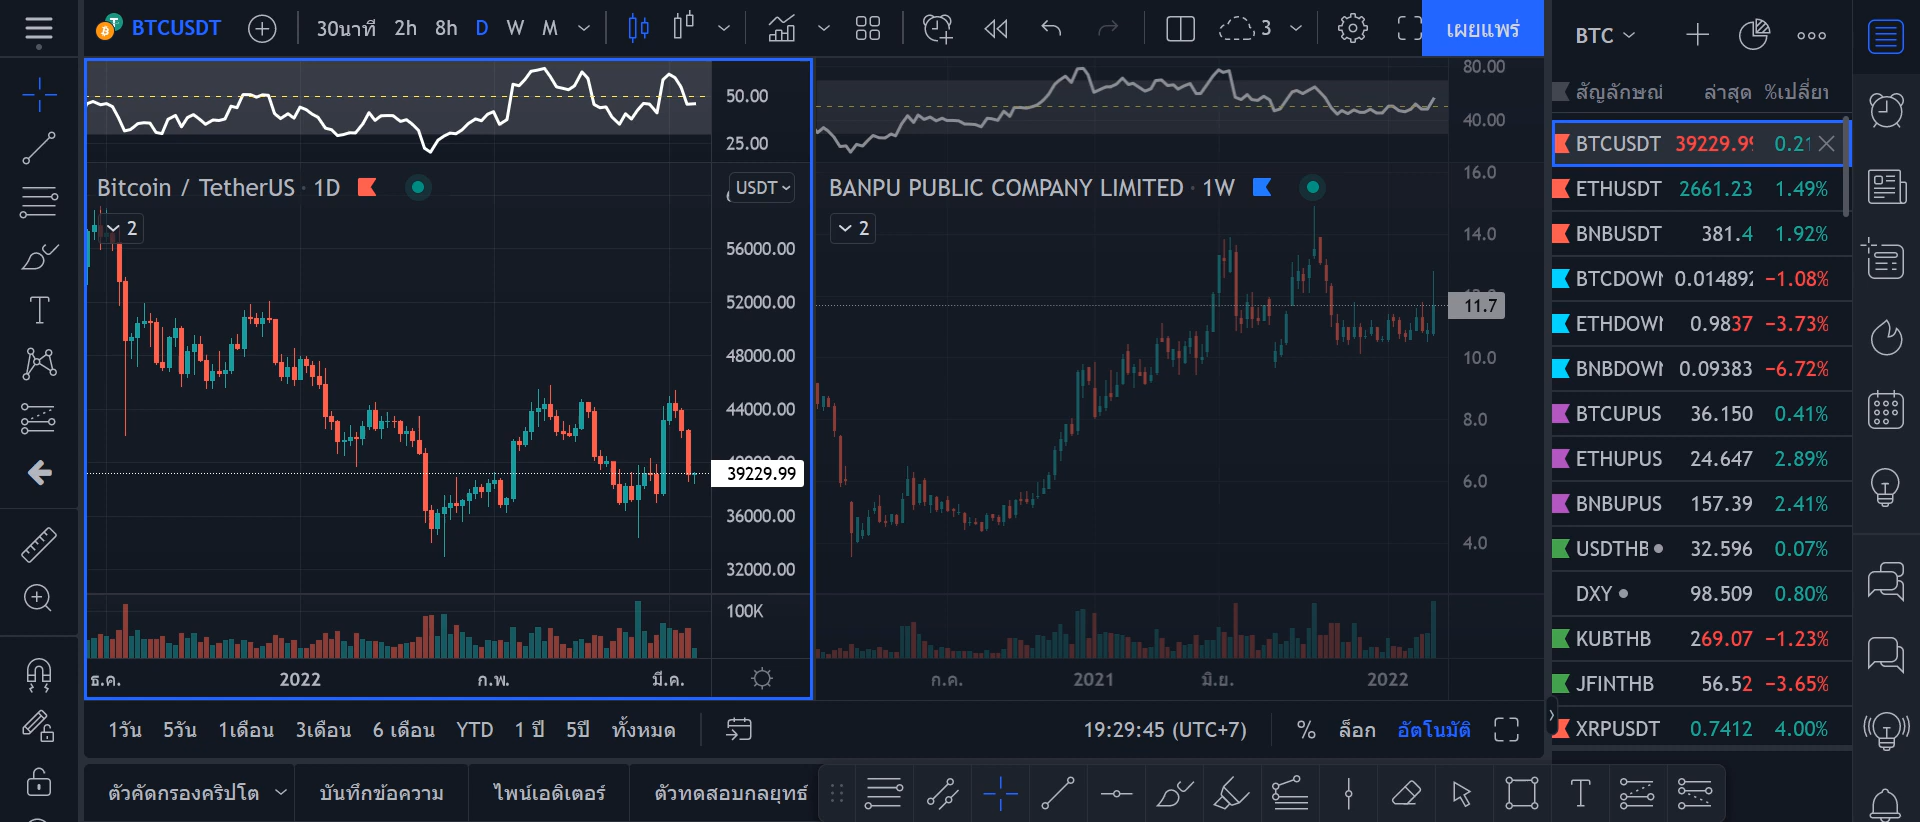 BTCUSDT 30นาที 2h 8h D W M 3 เผยแพร่
50.00
25.00
Bitcoin / TetherUS · 1D
USDT
2
56000.00
52000.00
48000.00
44000.00
39229.99
36000.00
32000.00
100K
ธ.ค. 2022 ก.พ. มี.ค.
80.00
40.00
BANPU PUBLIC COMPANY LIMITED · 1W
2
16.0
14.0
11.7
10.0
8.0
6.0
4.0
ก.ค. 2021 มิ.ย. 2022
1วัน 5วัน 1เดือน 3เดือน 6 เดือน YTD 1 ปี 5ปี ทั้งหมด 19:29:45 (UTC+7) % ล็อก อัตโนมัติ
ตัวคัดกรองคริปโต บันทึกข้อความ ไพน์เอดิเตอร์ ตัวทดสอบกลยุทธ์
BTC
สัญลักษณ์ ล่าสุด
BTCUSDT 39229.99 0.21
ETHUSDT 2661.23 1.49%
BNBUSDT 381.4 1.92%
BTCDOWN 0.014892 −1.08%
ETHDOWN 0.9837 −3.73%
BNBDOWN 0.09383 −6.72%
BTCUPUS 36.150 0.41%
ETHUPUS 24.647 2.89%
BNBUPUS 157.39 2.41%
USDTHB 32.596 0.07%
DXY 98.509 0.80%
KUBTHB 269.07 −1.23%
JFINTHB 56.52 −3.65%
XRPUSDT 0.7412 4.00%